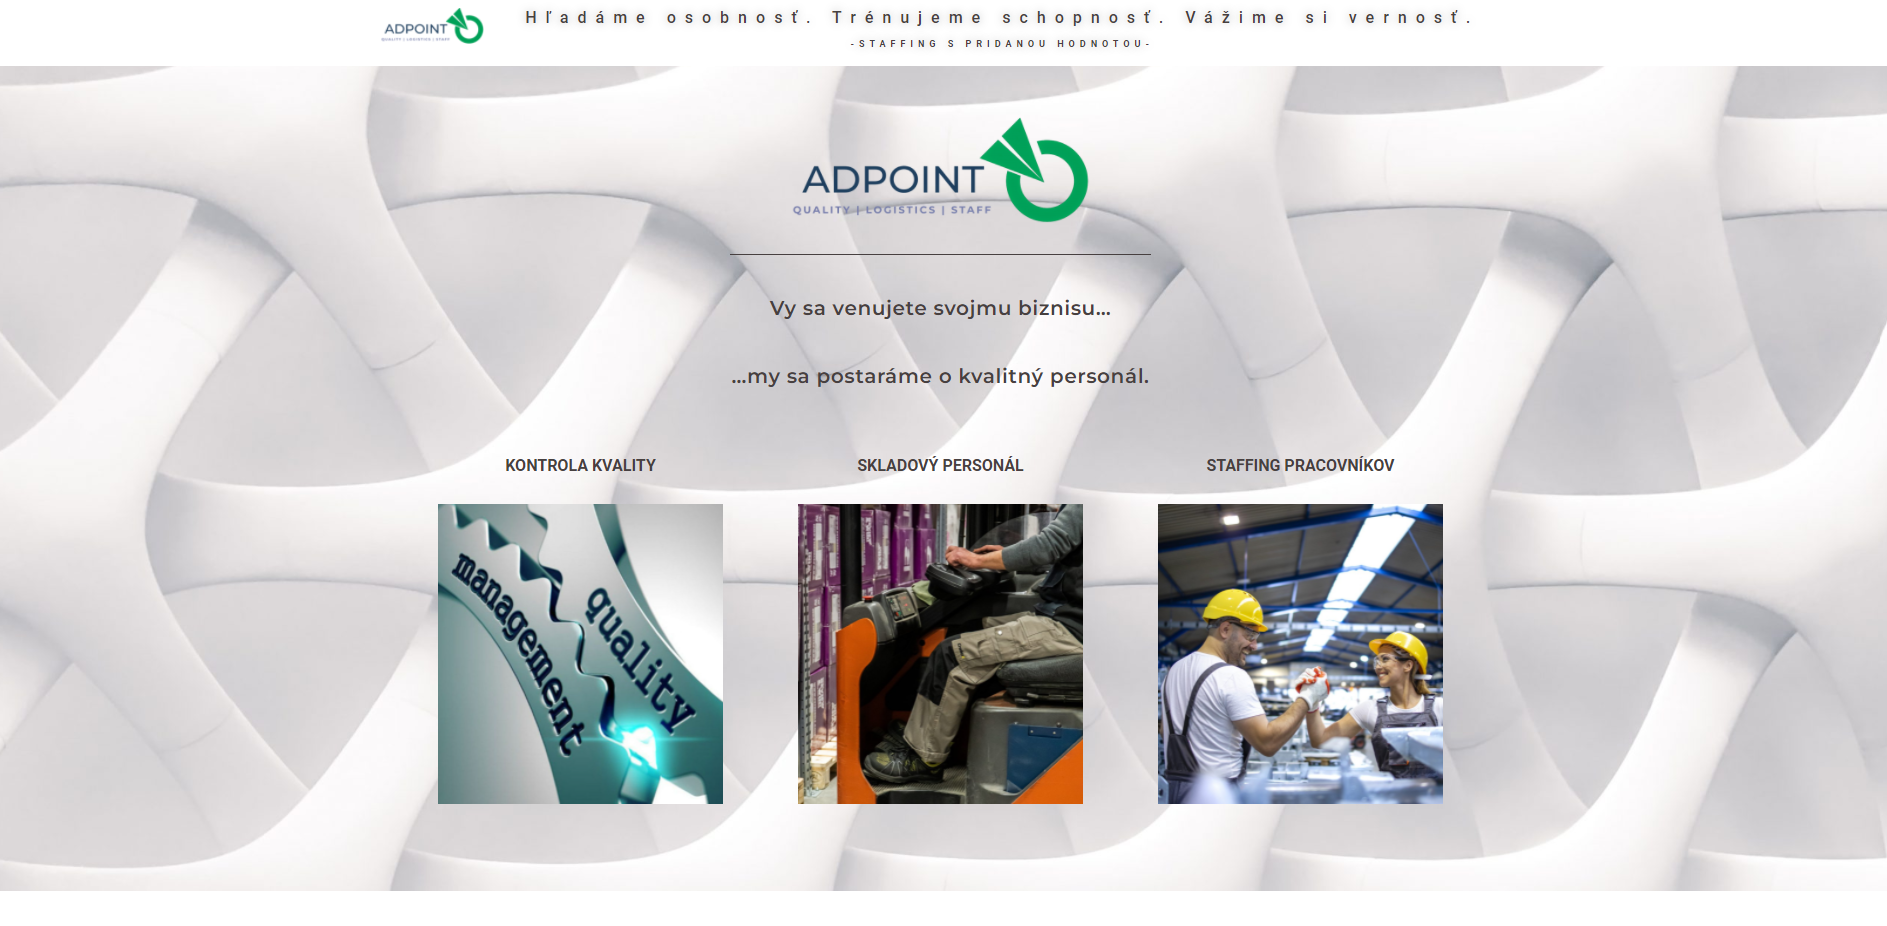 ADPOINT
QUALITY | LOGISTICS | STAFF
Hľadáme osobnosť. Trénujeme schopnosť. Vážime si vernosť.
-STAFFING S PRIDANOU HODNOTOU-
ADPOINT
QUALITY | LOGISTICS | STAFF
Vy sa venujete svojmu biznisu...
...my sa postaráme o kvalitný personál.
KONTROLA KVALITY
SKLADOVÝ PERSONÁL
STAFFING PRACOVNÍKOV
management
quality